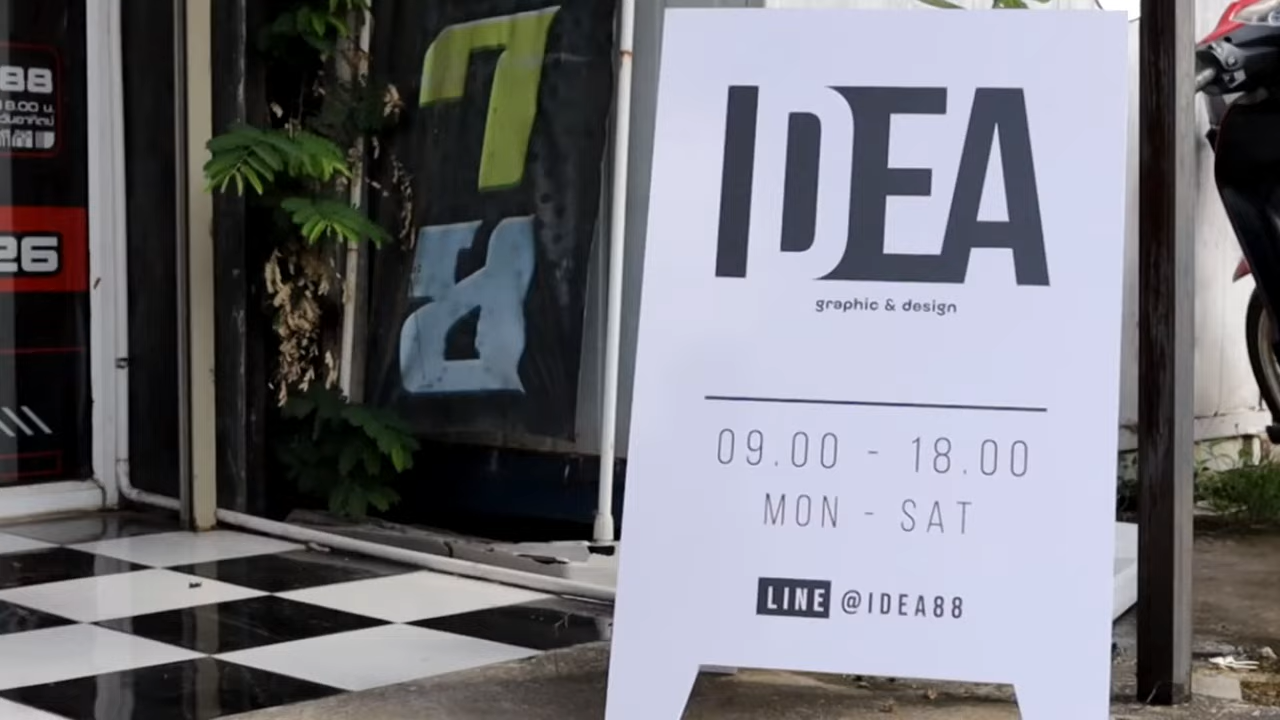 88
26
IDEA
graphic & design
09.00 - 18.00
MON - SAT
LINE @IDEA88